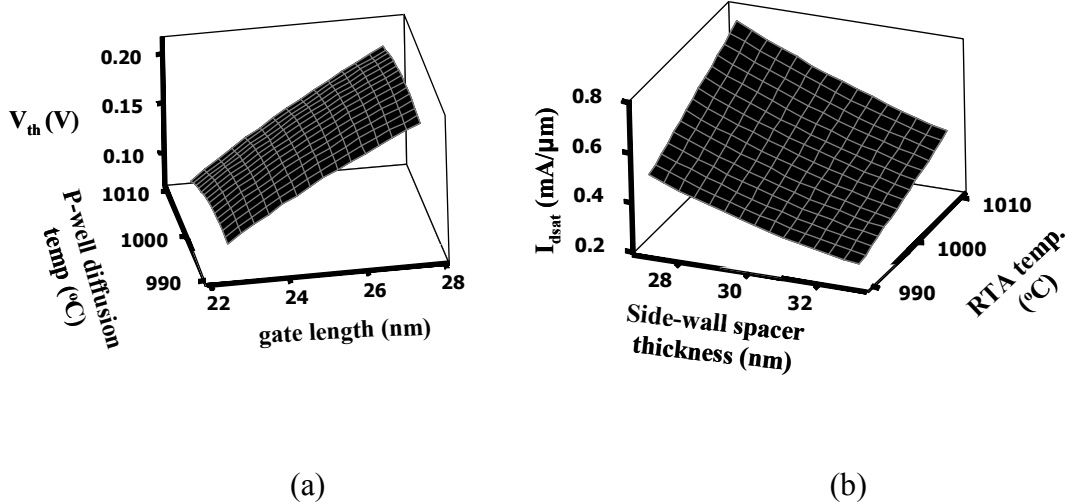 0.20
0.15
0.10
V_th (V)
1010
1000
990
P-well diffusion
temp (ºC)
22
24
26
28
gate length (nm)
(a)
0.8
0.6
0.4
0.2
I_dsat (mA/µm)
28
30
32
Side-wall spacer
thickness (nm)
1010
1000
990
RTA temp.
(ºC)
(b)